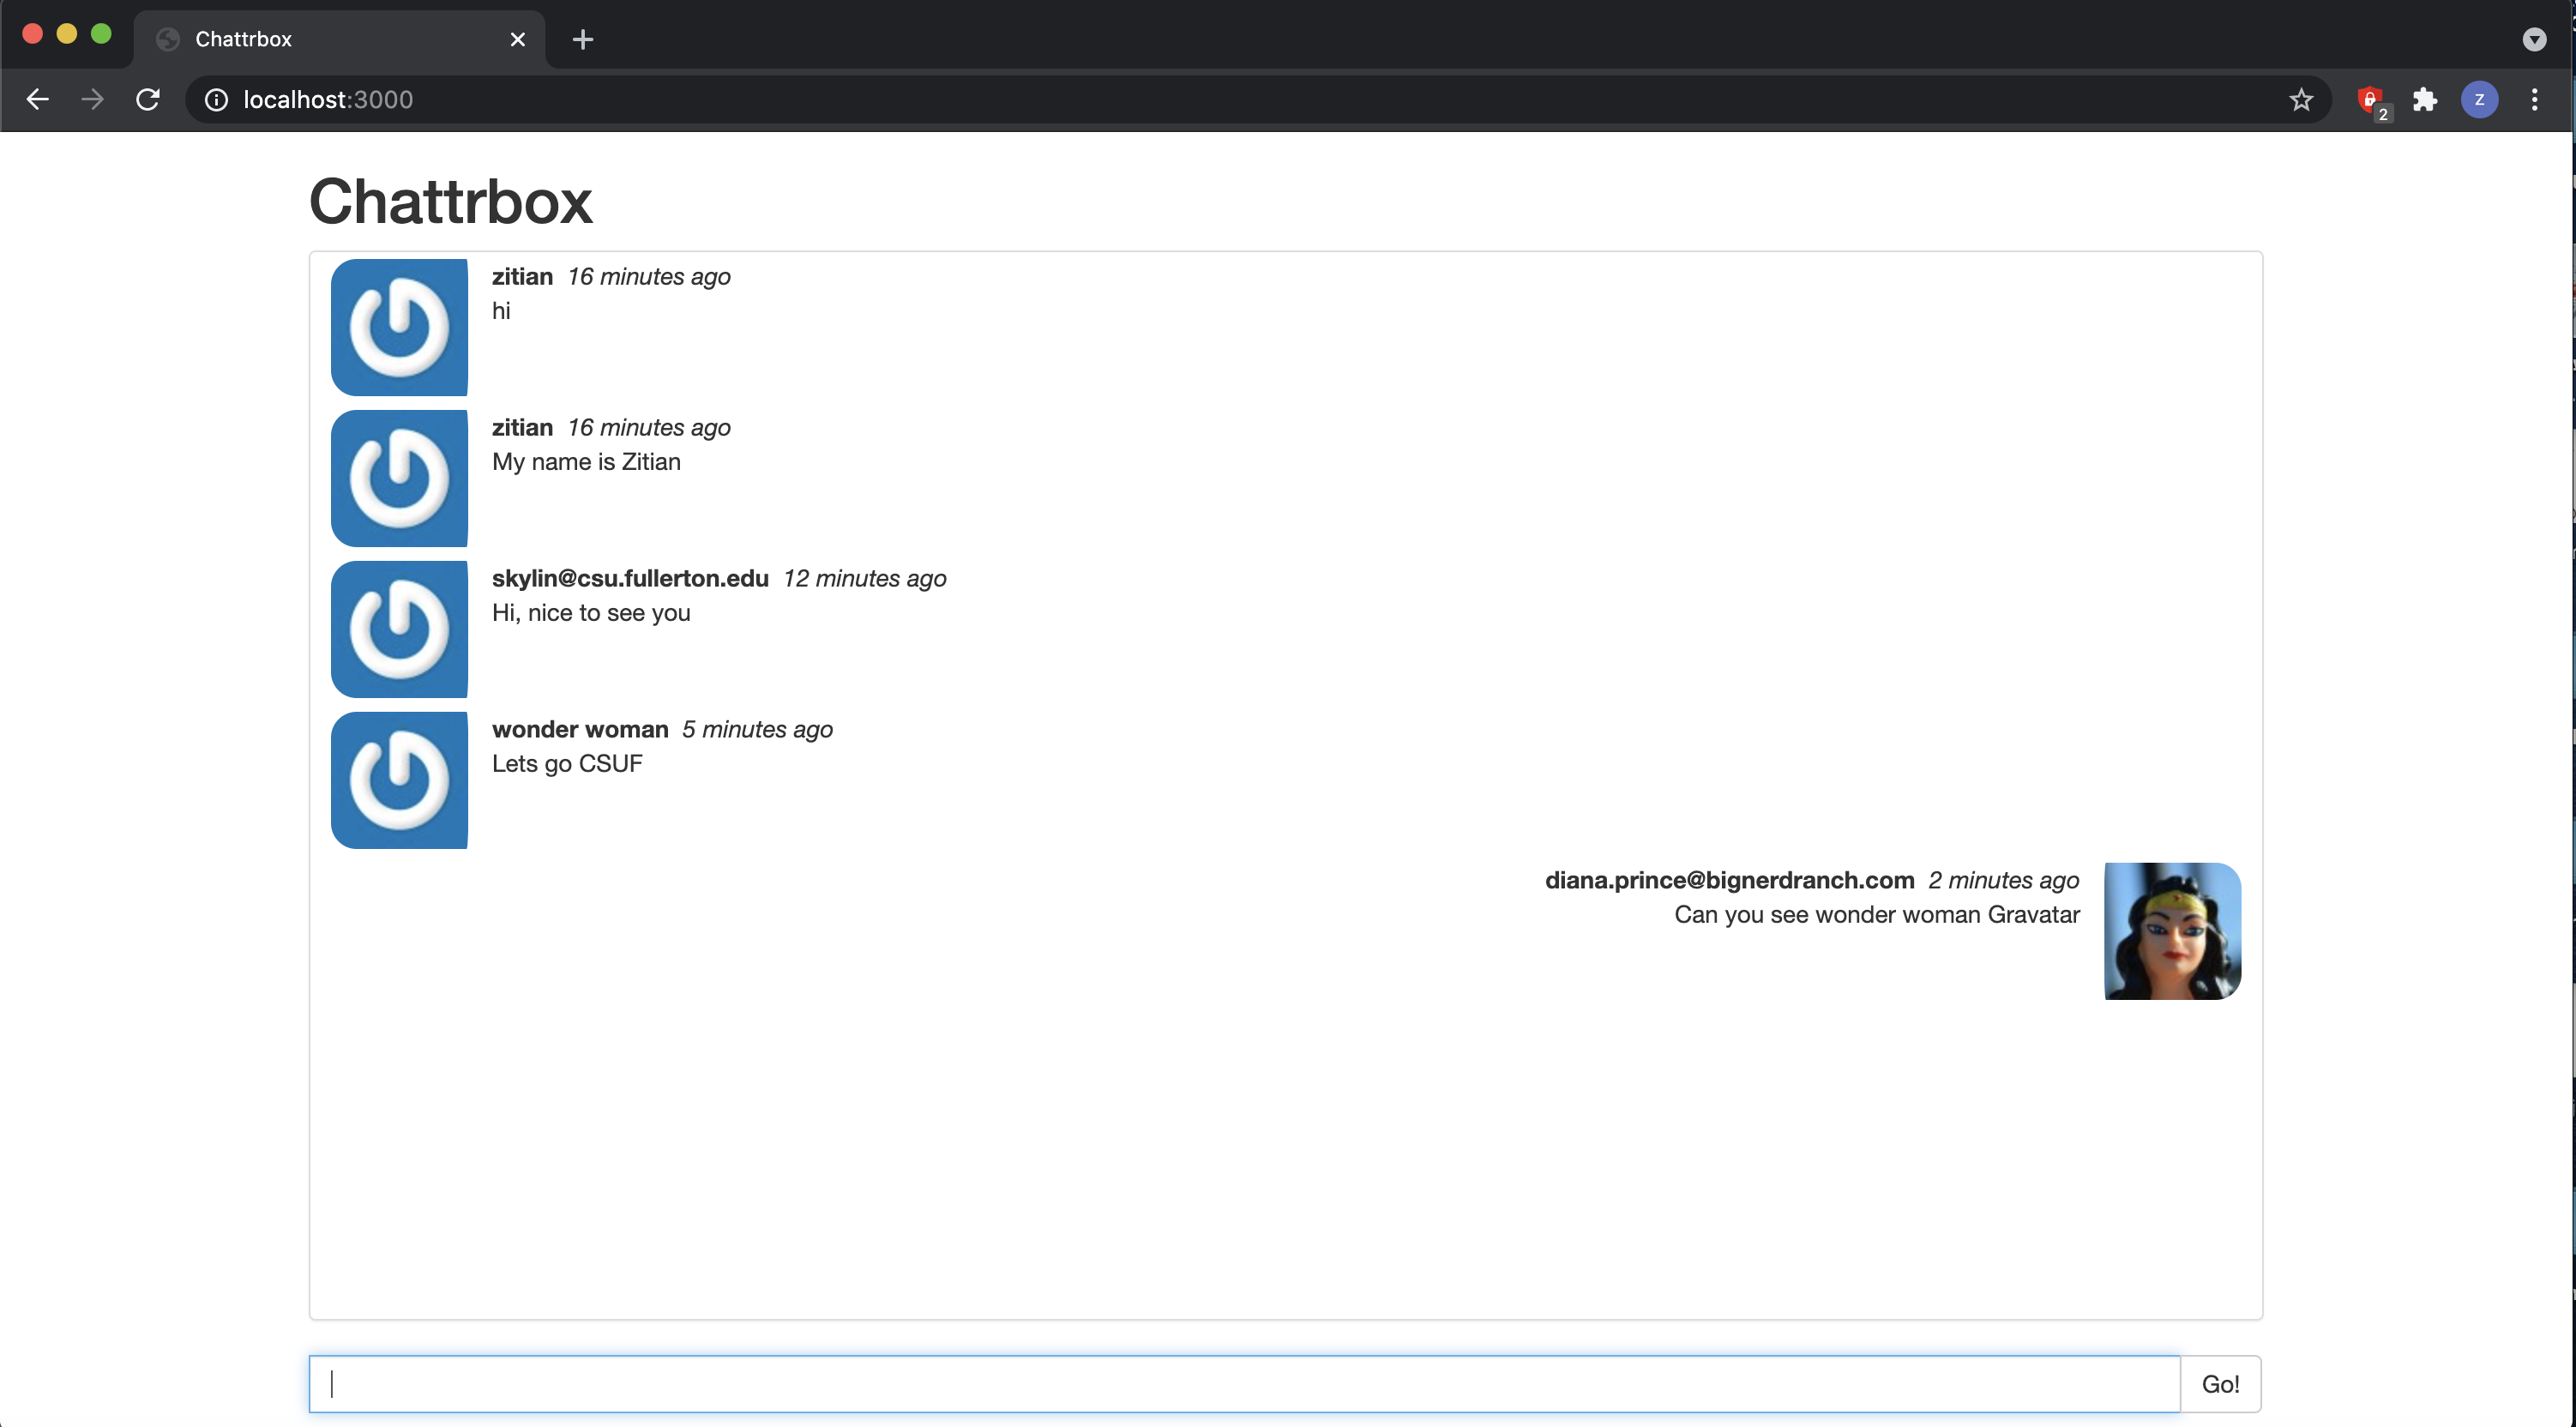 Chattrbox
localhost:3000
2
Z
Chattrbox
zitian 16 minutes ago
hi
zitian 16 minutes ago
My name is Zitian
skylin@csu.fullerton.edu 12 minutes ago
Hi, nice to see you
wonder woman 5 minutes ago
Lets go CSUF
diana.prince@bignerdranch.com 2 minutes ago
Can you see wonder woman Gravatar
Go!